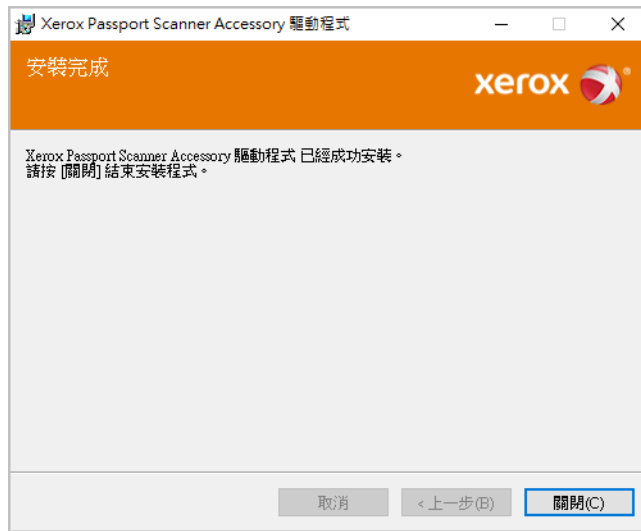 Xerox Passport Scanner Accessory 驅動程式
安裝完成
xerox
Xerox Passport Scanner Accessory 驅動程式 已經成功安裝。
請按 [關閉] 結束安裝程式。
取消
<上一步(B)
關閉(C)